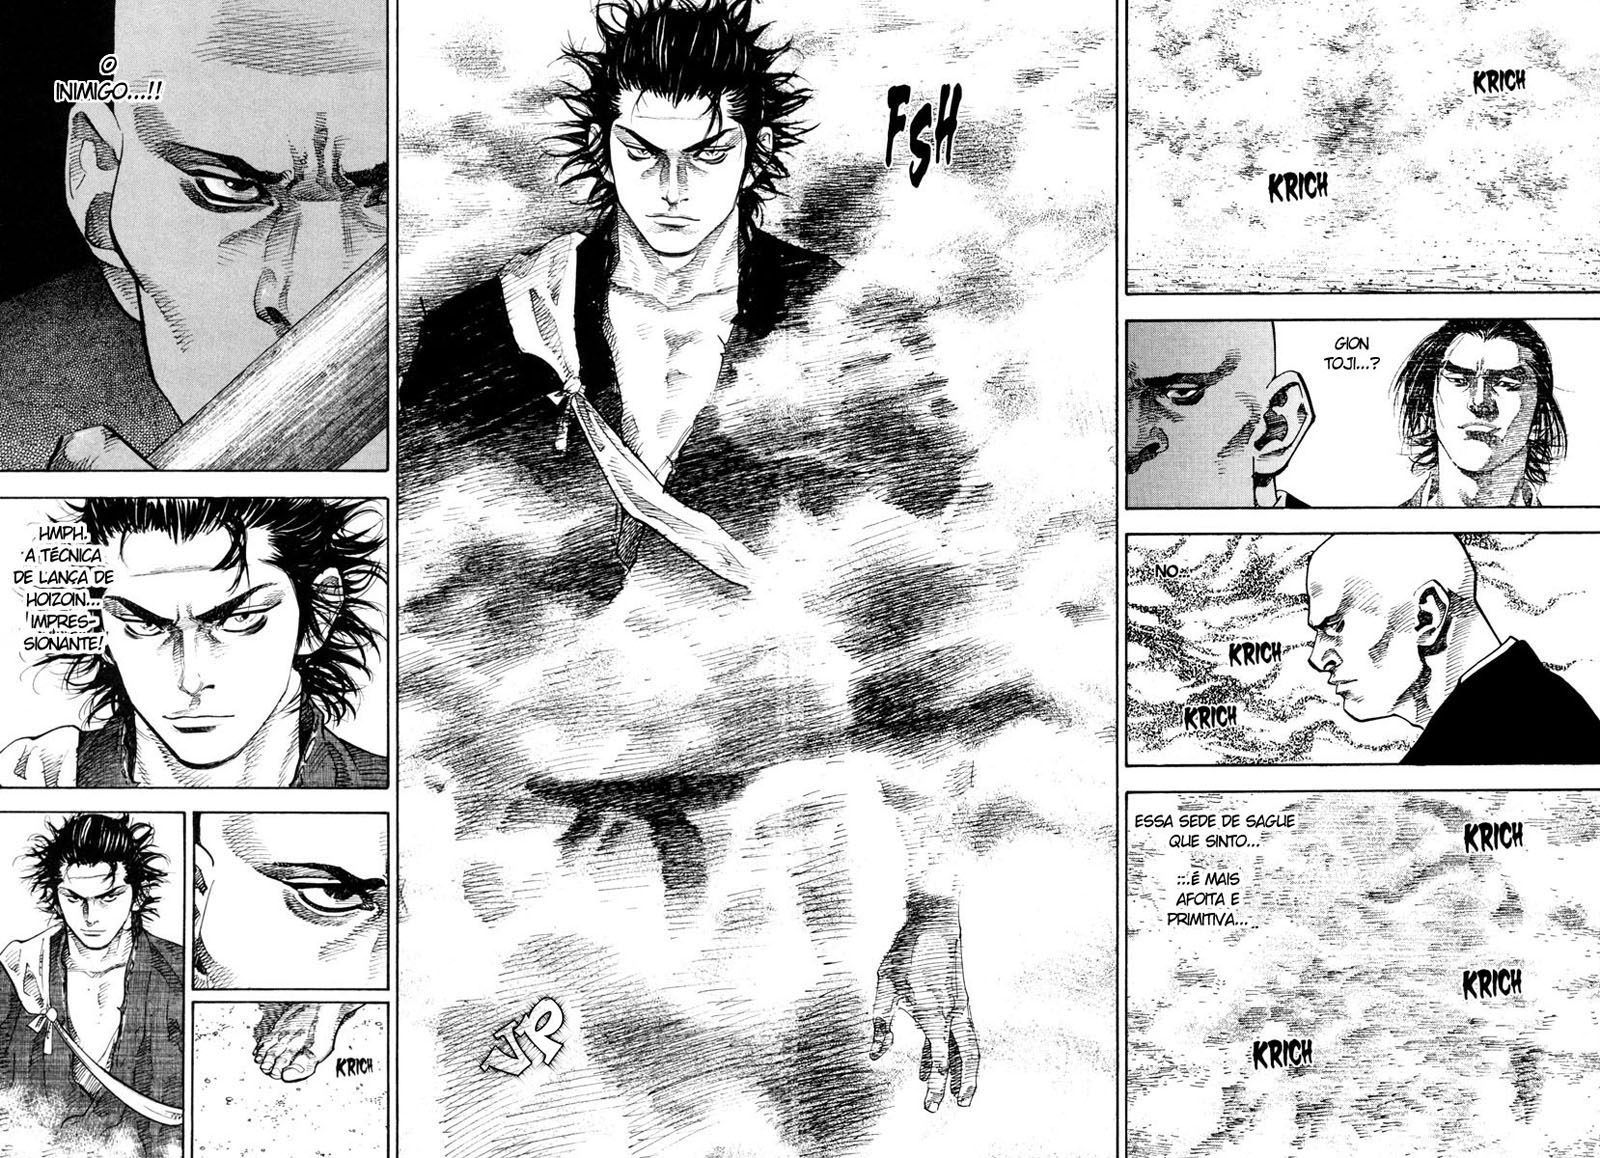 KRICH
KRICH
GION
TOJI...?
NO...
KRICH
KRICH
ESSA SEDE DE SAGUE
QUE SINTO...
...É MAIS
AFOITA E
PRIMITIVA...
KRICH
KRICH
KRICH
FSH
VP
O
INIMIGO...!!
HMPH.
A TÉCNICA
DE LANÇA DE
HOIZOIN...
IMPRES-
SIONANTE!
KRICH